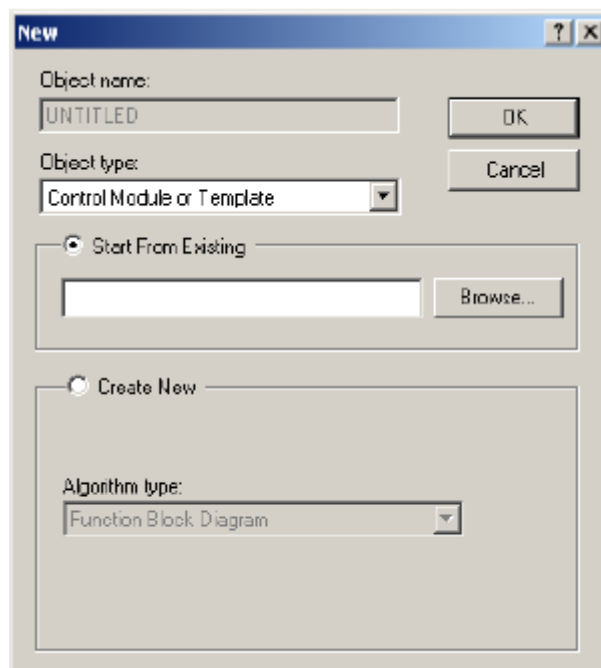 New
Object name:
UNTITLED
OK
Object type:
Cancel
Control Module or Template
Start From Existing
Browse...
Create New
Algorithm type:
Function Block Diagram